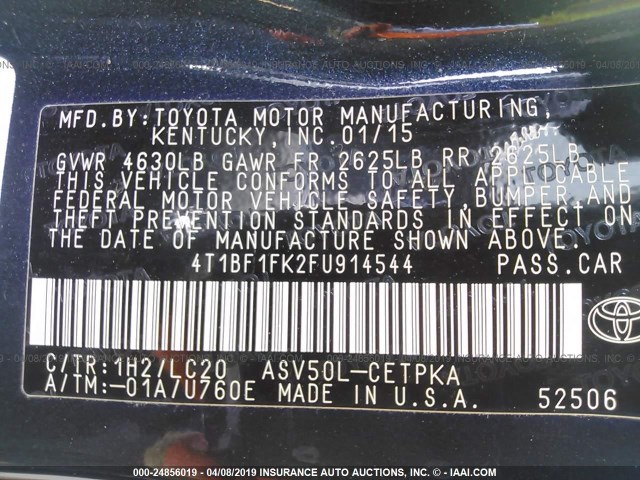 MFD.BY:TOYOTA MOTOR MANUFACTURING,
KENTUCKY,INC.01/15
GVWR 4630LB GAWR FR 2625LB RR 2625LB
THIS VEHICLE CONFORMS TO ALL APPLICABLE
FEDERAL MOTOR VEHICLE SAFETY,BUMPER,AND
THEFT PREVENTION STANDARDS IN EFFECT ON
THE DATE OF MANUFACTURE SHOWN ABOVE.
4T1BF1FK2FU914544 PASS.CAR
C/TR:1H2/LC20 ASV50L-CETPKA
A/TM:-01A/U760E MADE IN U.S.A.
52506
000-24856019 - 04/08/2019 INSURANCE AUTO AUCTIONS, INC. - © - IAAI.COM